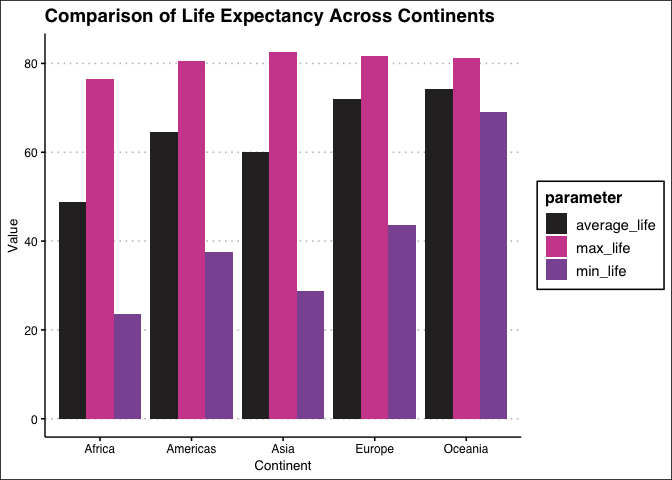 Comparison of Life Expectancy Across Continents
Value
80
60
40
20
0
Africa Americas Asia Europe Oceania
Continent
parameter
average_life
max_life
min_life